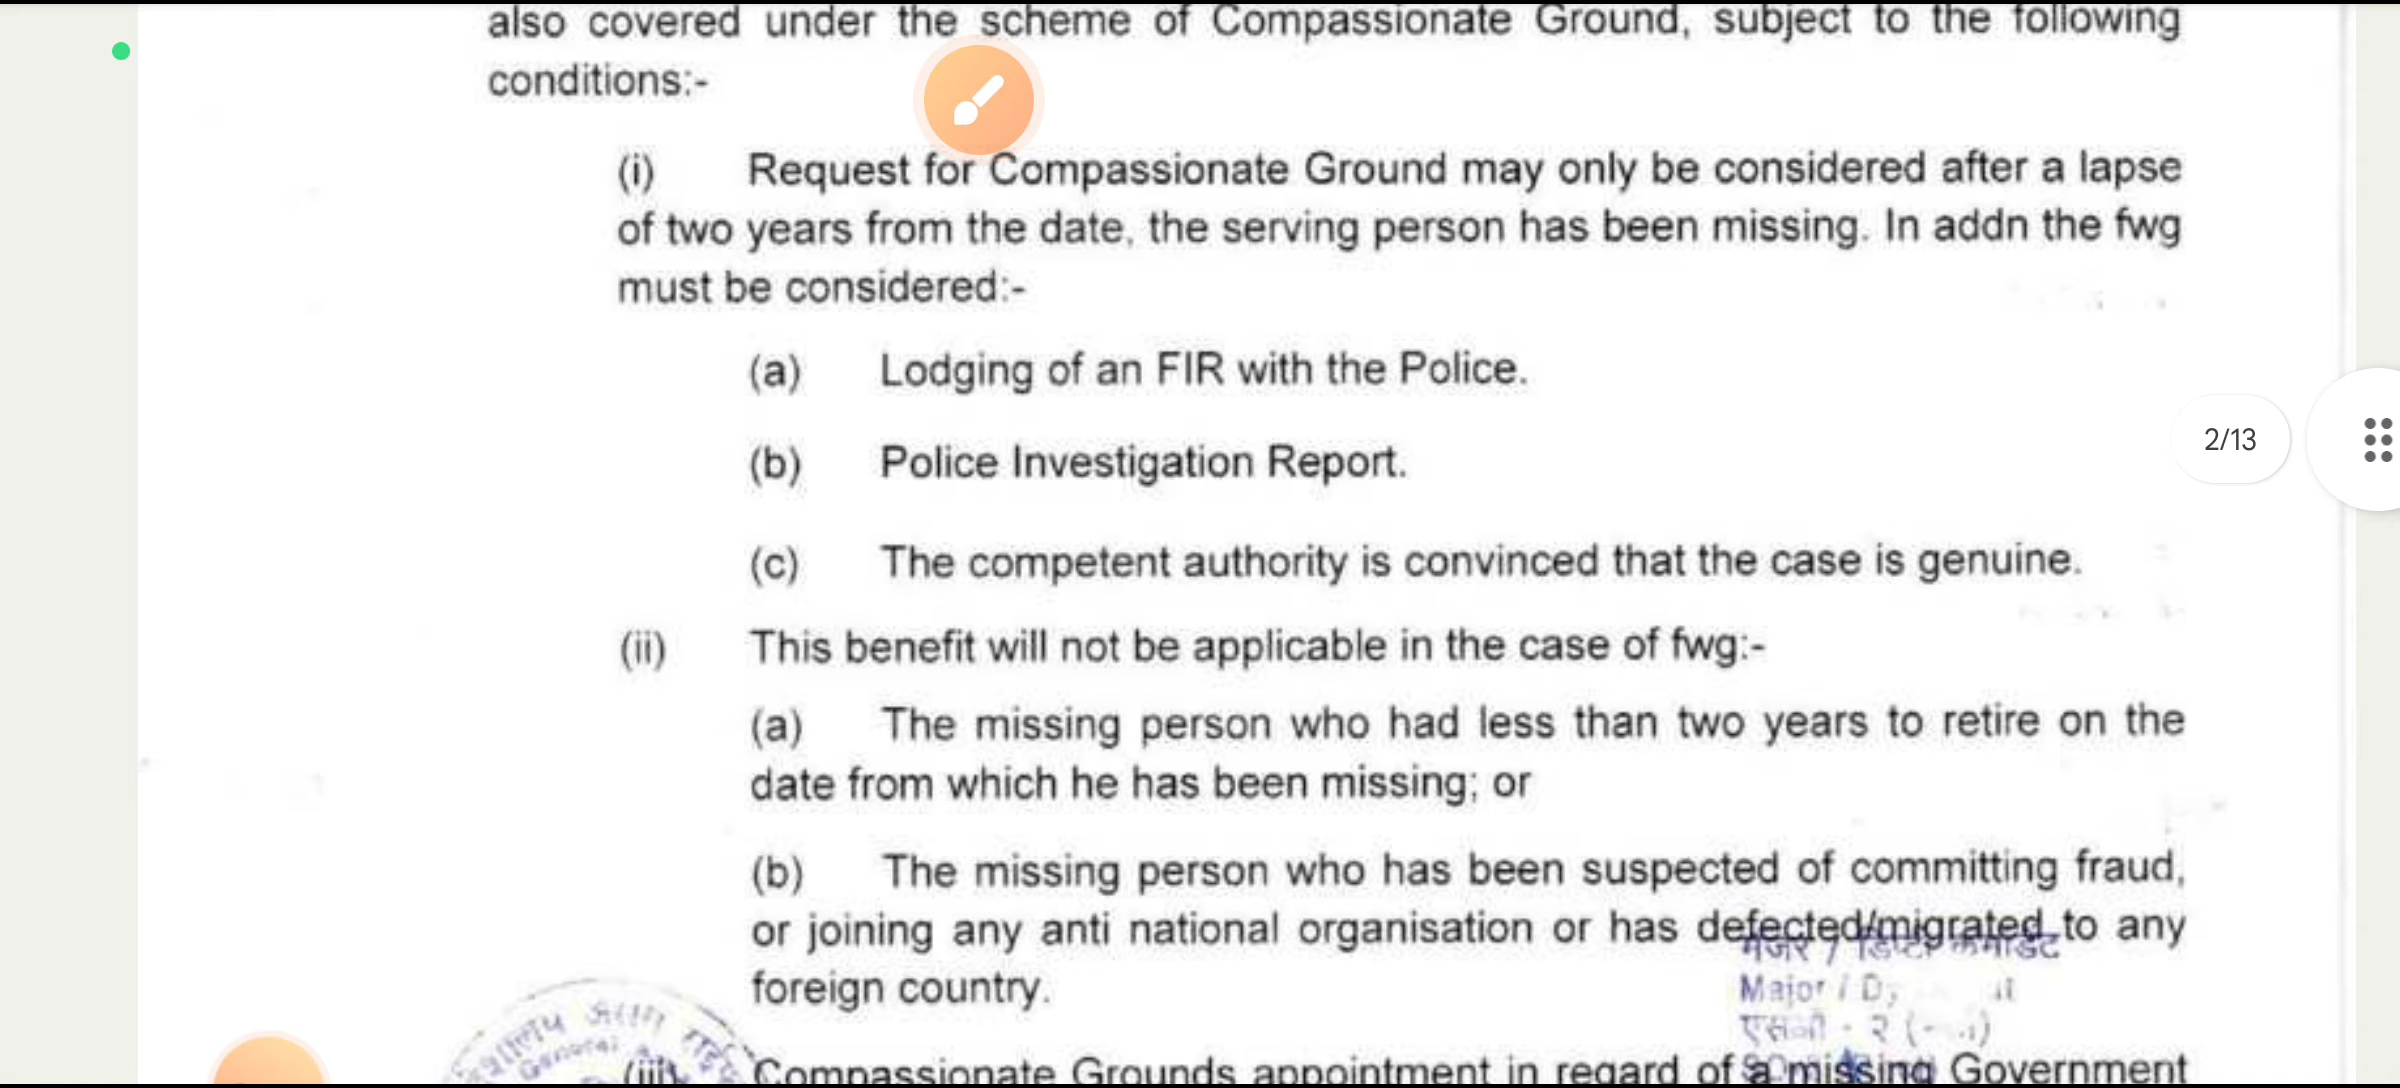 also covered under the scheme of Compassionate Ground, subject to the following
conditions:-
(i) Request for Compassionate Ground may only be considered after a lapse
of two years from the date, the serving person has been missing. In addn the fwg
must be considered:-
(a) Lodging of an FIR with the Police.
(b) Police Investigation Report.
2/13
(c) The competent authority is convinced that the case is genuine.
(ii) This benefit will not be applicable in the case of fwg:-
(a) The missing person who had less than two years to retire on the
date from which he has been missing; or
(b) The missing person who has been suspected of committing fraud,
or joining any anti national organisation or has defected/migrated to any
foreign country.
Major /
General
(iii) Compassionate Grounds appointment in regard of a missing Government